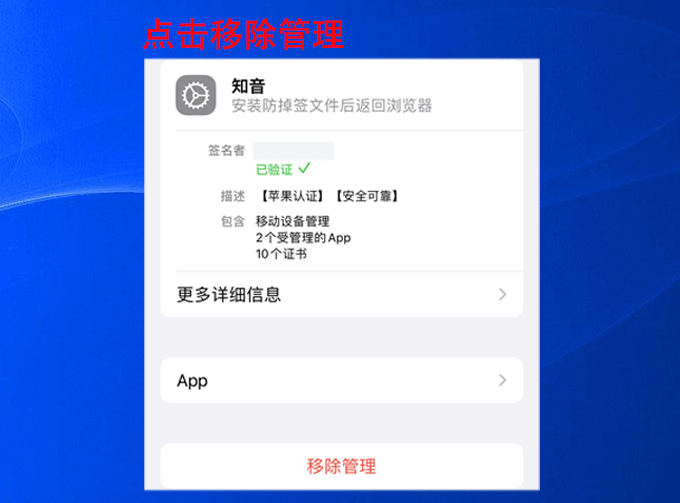 点击移除管理
知音
安装防掉签文件后返回浏览器
签名者
已验证
描述 【苹果认证】【安全可靠】
包含 移动设备管理
2个受管理的App
10个证书
更多详细信息
App
移除管理